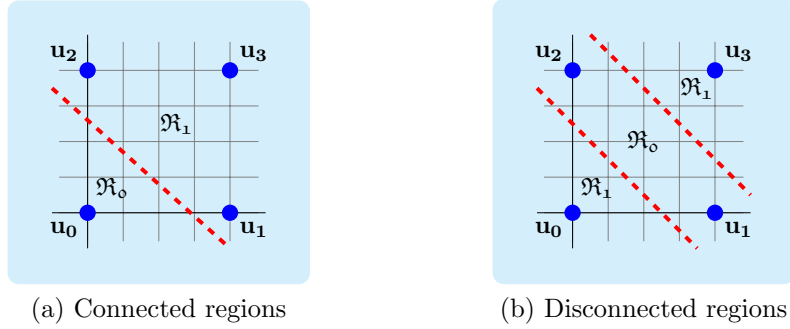 u₂ u₃
ℜ₁
ℜ₀
u₀ u₁
(a) Connected regions
u₂ u₃
ℜ₁
ℜ₀
ℜ₁
u₀ u₁
(b) Disconnected regions